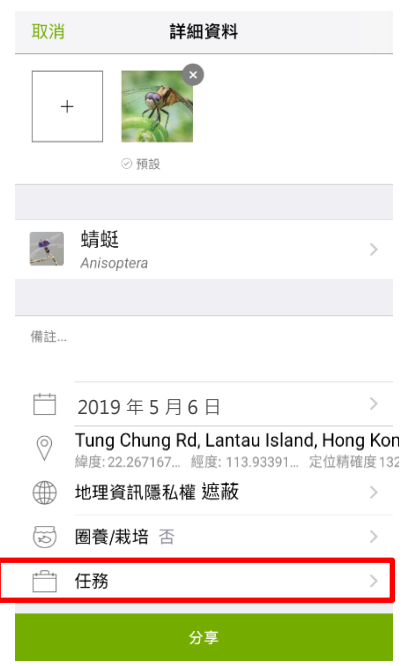 取消
詳細資料
預設
蜻蜓
Anisoptera
備註...
2019 年 5 月 6 日
Tung Chung Rd, Lantau Island, Hong Kon
緯度: 22.267167... 經度: 113.93391... 定位精確度 132
地理資訊隱私權 遮蔽
圈養/栽培 否
任務
分享